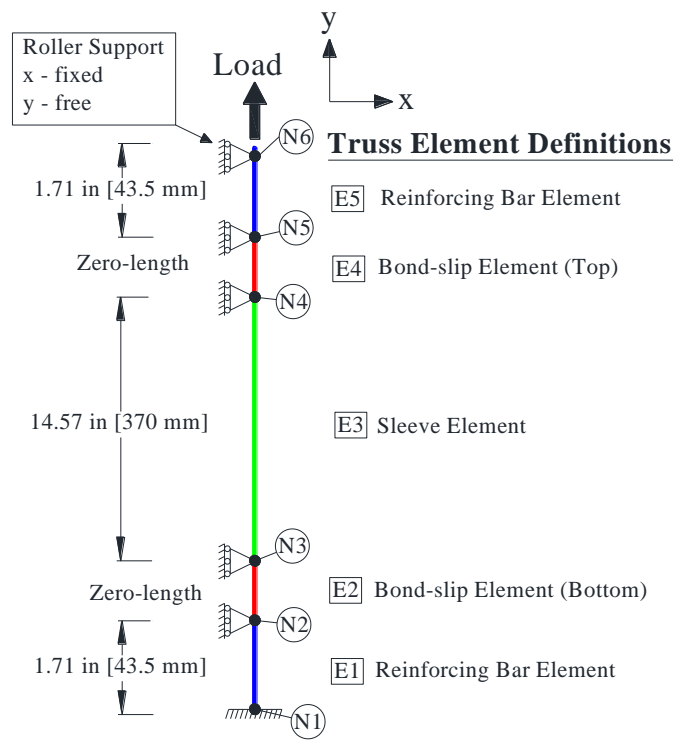 Roller Support
x - fixed
y - free
Load
y
x
N6
Truss Element Definitions
1.71 in [43.5 mm]
E5 Reinforcing Bar Element
N5
Zero-length
E4 Bond-slip Element (Top)
N4
14.57 in [370 mm]
E3 Sleeve Element
N3
Zero-length
E2 Bond-slip Element (Bottom)
N2
1.71 in [43.5 mm]
E1 Reinforcing Bar Element
N1